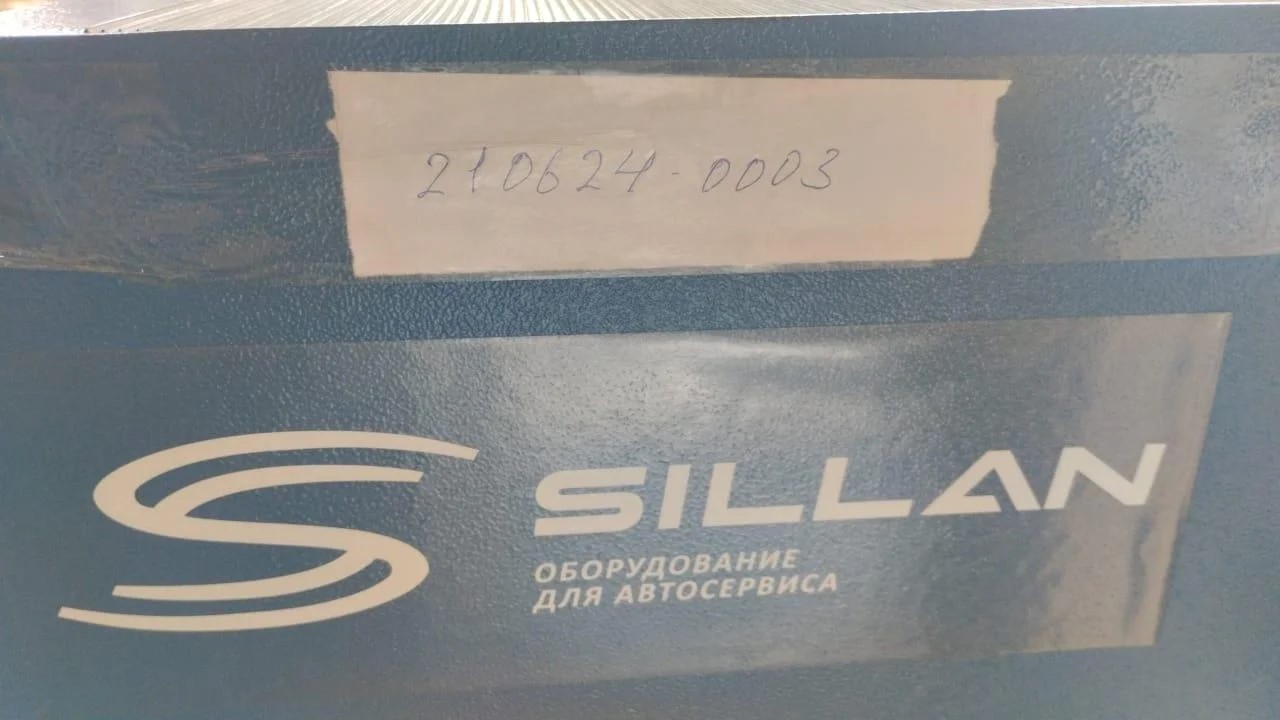 210624-0003
SILLAN
ОБОРУДОВАНИЕ
ДЛЯ АВТОСЕРВИСА